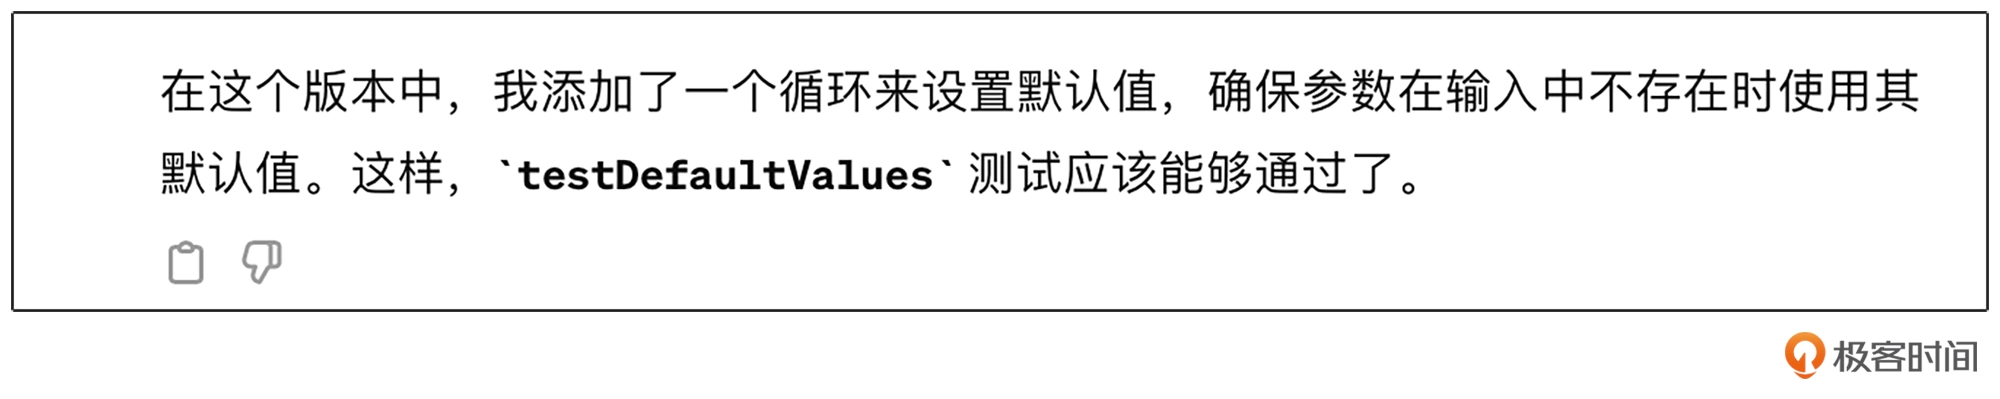 在这个版本中，我添加了一个循环来设置默认值，确保参数在输入中不存在时使用其
默认值。这样，`testDefaultValues` 测试应该能够通过了。
极客时间